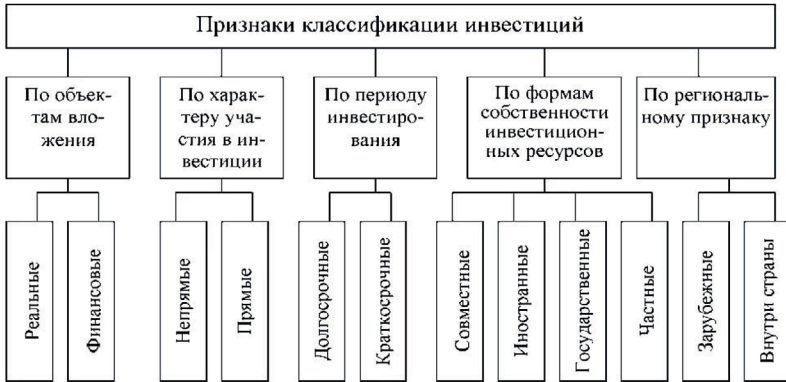 Признаки классификации инвестиций
По объек-
там вло-
жения
По харак-
теру учас-
тия в ин-
вестиции
По периоду
инвестиро-
вания
По формам
собственности
инвестицион-
ных ресурсов
По региональ-
ному признаку
Реальные
Финансовые
Непрямые
Прямые
Долгосрочные
Краткосрочные
Совместные
Иностранные
Государственные
Частные
Зарубежные
Внутри страны